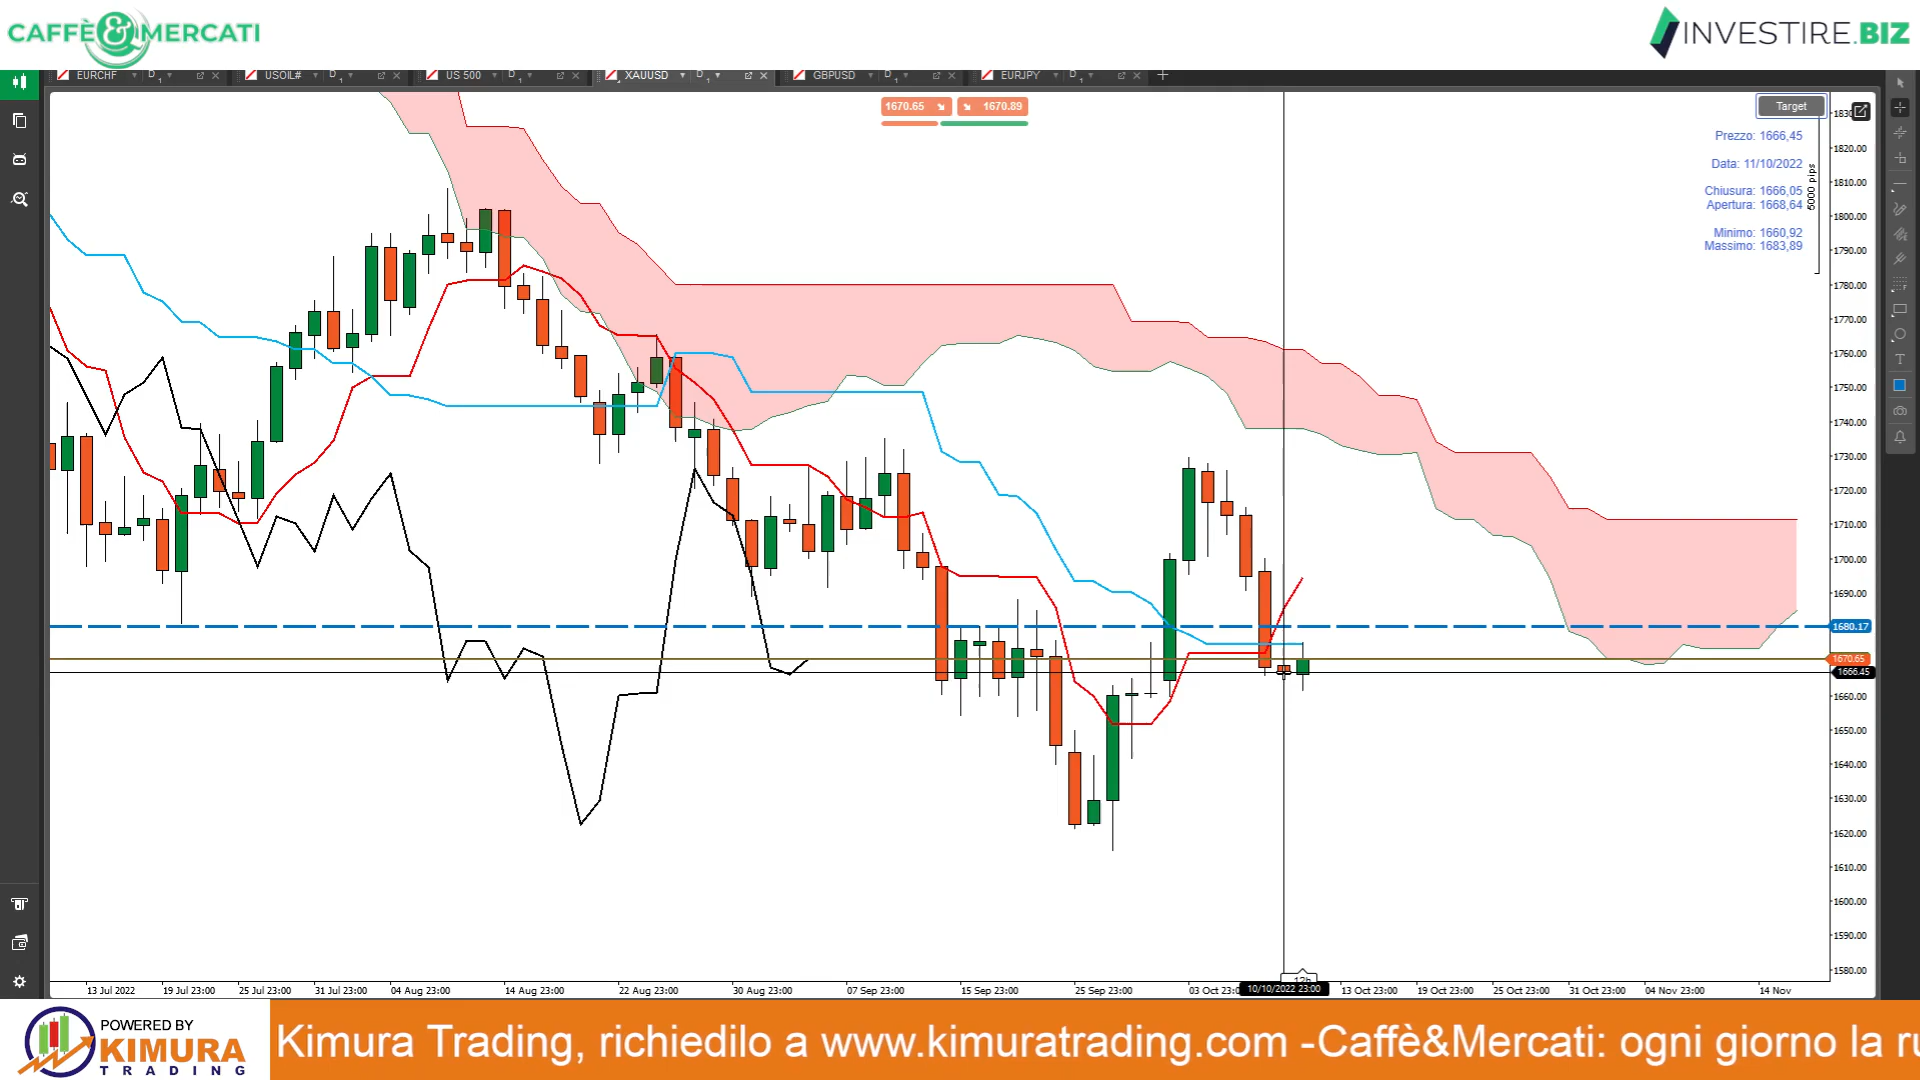 CAFFÈ&MERCATI
INVESTIRE.BIZ
EURCHF D1 USOIL# D1 US 500 D1 XAUUSD D1 GBPUSD D1 EURJPY D1
1670.65 1670.89
Target
Prezzo: 1666,45
Data: 11/10/2022
Chiusura: 1666,05
Apertura: 1668,64
Minimo: 1660,92
Massimo: 1683,89
5000 pips
1820.00
1810.00
1800.00
1790.00
1780.00
1770.00
1760.00
1750.00
1740.00
1730.00
1720.00
1710.00
1700.00
1690.00
1680.17
1670.65
1666.45
1660.00
1650.00
1640.00
1630.00
1620.00
1610.00
1600.00
1590.00
1580.00
13 Jul 2022 19 Jul 23:00 25 Jul 23:00 31 Jul 23:00 04 Aug 23:00 14 Aug 23:00 22 Aug 23:00 30 Aug 23:00 07 Sep 23:00 15 Sep 23:00 25 Sep 23:00 03 Oct 23:0 10/10/2022 23:00 13 Oct 23:00 19 Oct 23:00 25 Oct 23:00 31 Oct 23:00 04 Nov 23:00 14 Nov
POWERED BY
KIMURA
TRADING
Kimura Trading, richiedilo a www.kimuratrading.com -Caffè&Mercati: ogni giorno la ru